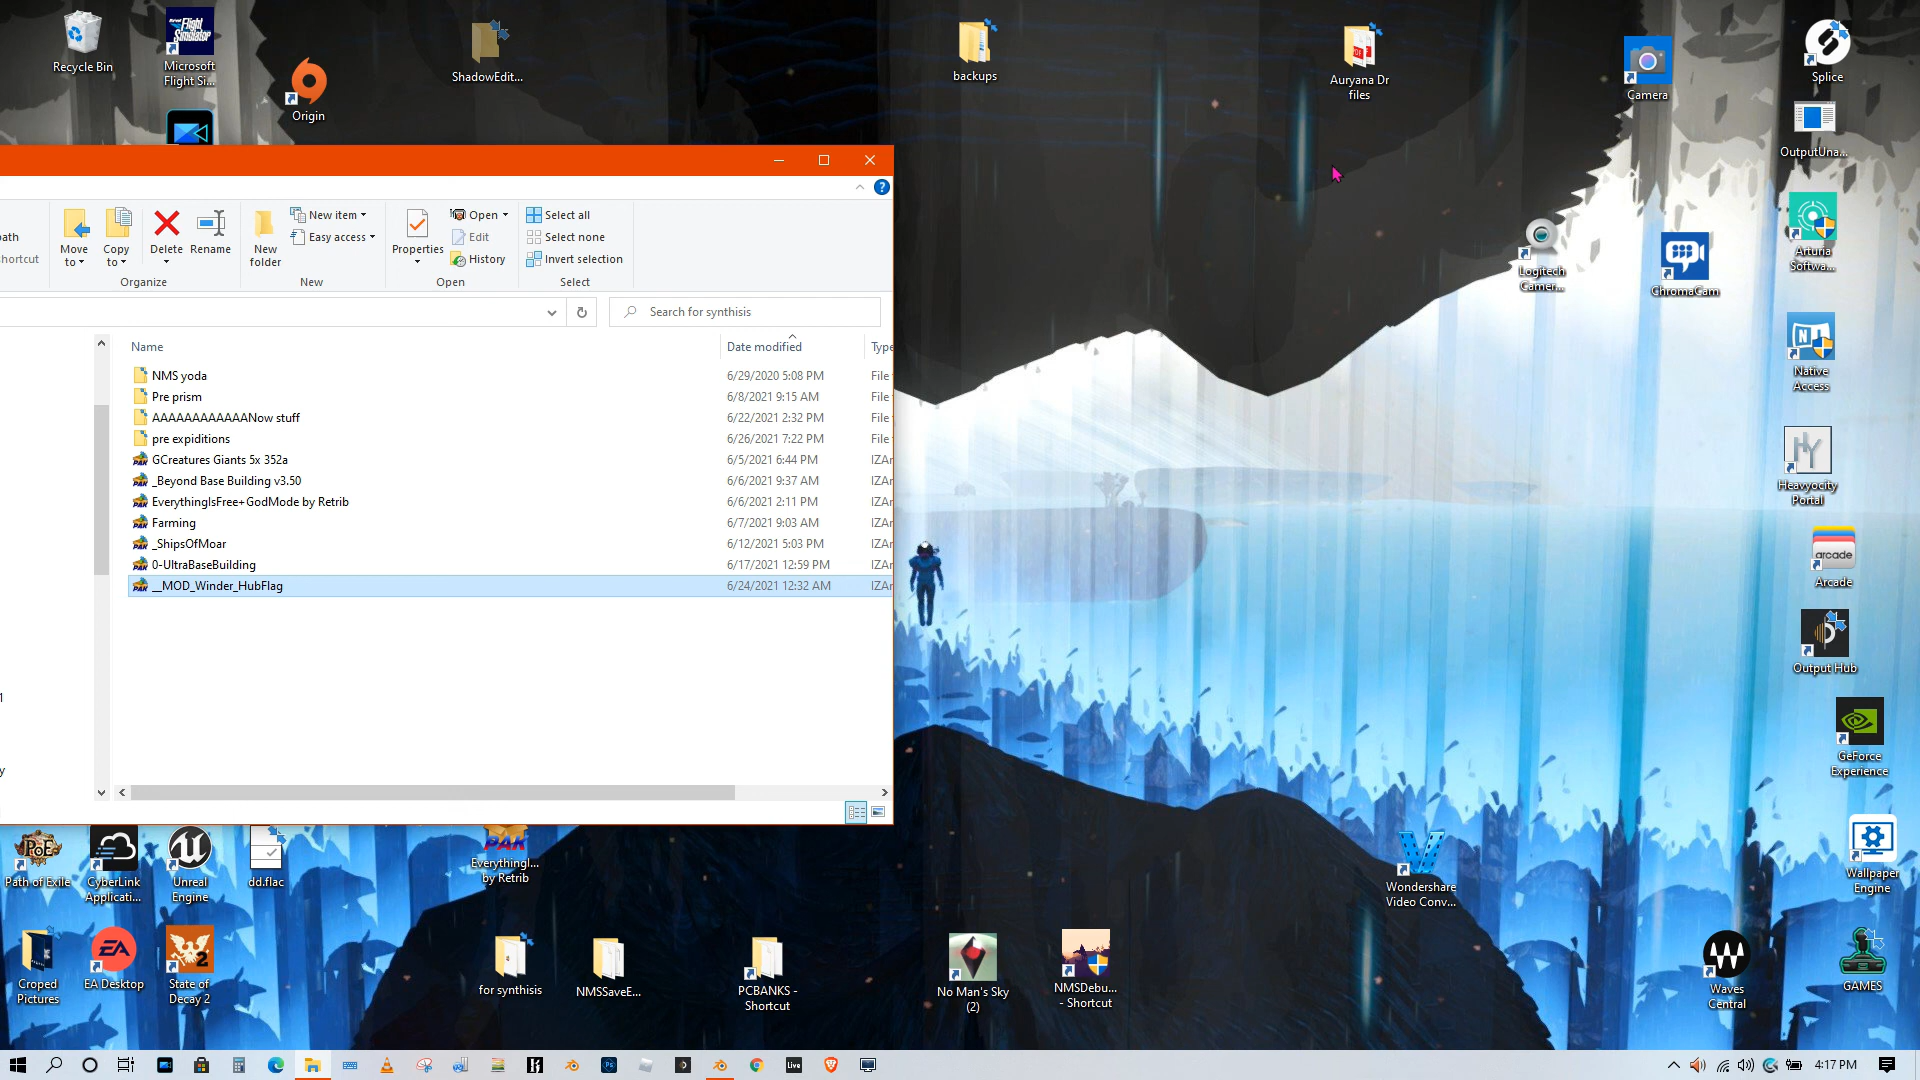 Recycle Bin
Microsoft
Flight Si...
Origin
ShadowEdit...
backups
Auryana Dr
files
Camera
Splice
OutputUna...
Logitech
Camer...
ChromaCam
Arturia
Softwa...
Native
Access
Heavyocity
Portal
arcade
Arcade
Output Hub
GeForce
Experience
Wallpaper
Engine
Move
to
Copy
to
Delete
Rename
Organize
New
folder
New item
Easy access
New
Properties
Open
Edit
History
Open
Select all
Select none
Invert selection
Select
Search for synthisis
Name
Date modified
NMS yoda
6/29/2020 5:08 PM
File
Pre prism
6/8/2021 9:15 AM
File
AAAAAAAAAAAANow stuff
6/22/2021 2:32 PM
File
pre expiditions
6/26/2021 7:22 PM
File
GCreatures Giants 5x 352a
6/5/2021 6:44 PM
_Beyond Base Building v3.50
6/6/2021 9:37 AM
EverythingIsFree+GodMode by Retrib
6/6/2021 2:11 PM
Farming
6/7/2021 9:03 AM
_ShipsOfMoar
6/12/2021 5:03 PM
0-UltraBaseBuilding
6/17/2021 12:59 PM
__MOD_Winder_HubFlag
6/24/2021 12:32 AM
Path of Exile
CyberLink
Applicati...
Unreal
Engine
dd.flac
PAK
EverythingI...
by Retrib
Wondershare
Video Conv...
Croped
Pictures
EA
EA Desktop
State of
Decay 2
for synthisis
NMSSaveE...
PCBANKS -
Shortcut
No Man's Sky
(2)
NMSDebu...
- Shortcut
Waves
Central
GAMES
4:17 PM